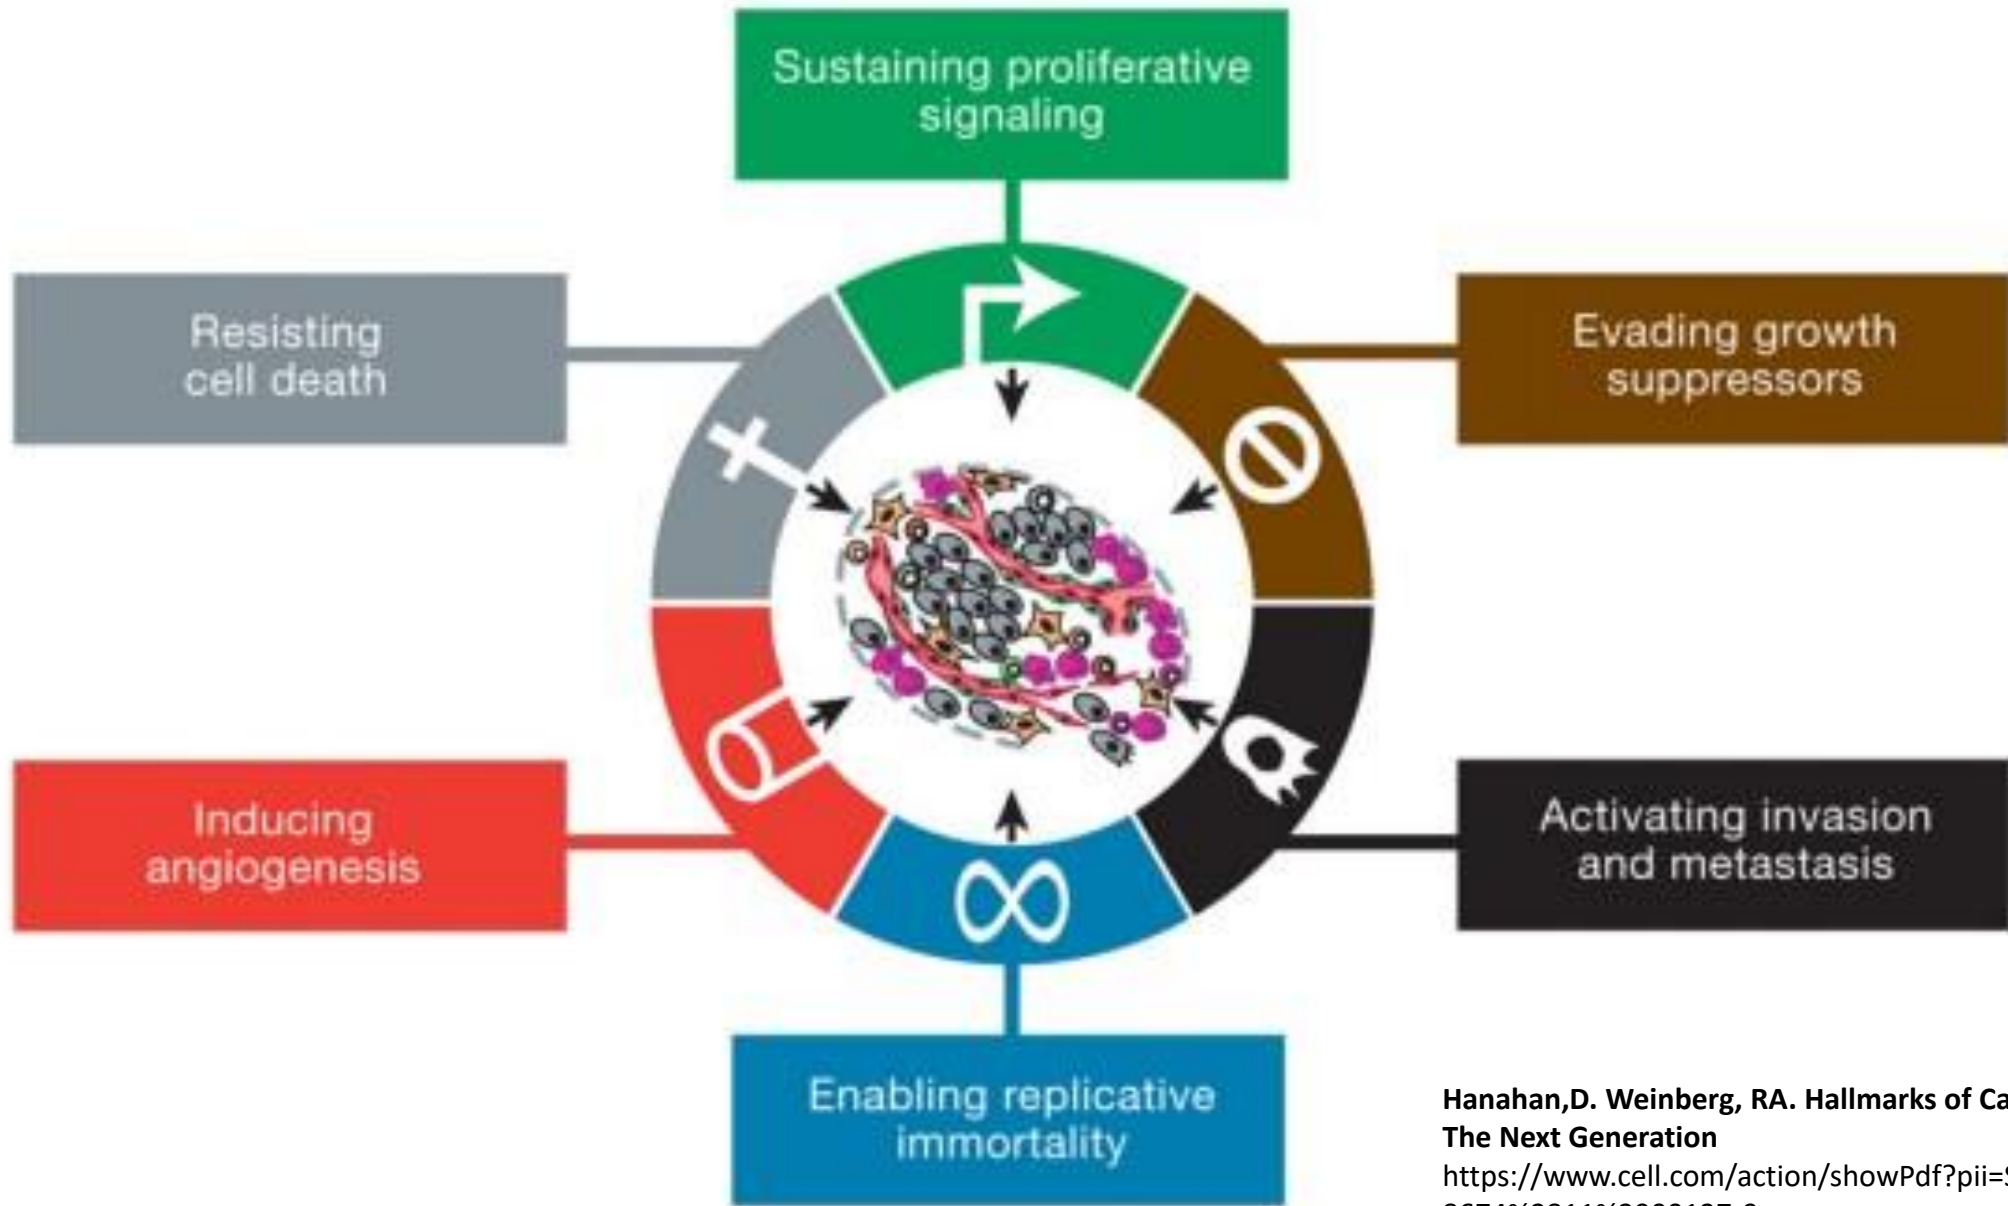 Sustaining proliferative
signaling
Resisting
cell death
Evading growth
suppressors
Inducing
angiogenesis
Activating invasion
and metastasis
Enabling replicative
immortality
Hanahan,D. Weinberg, RA. Hallmarks of Ca
The Next Generation
https://www.cell.com/action/showPdf?pii=S